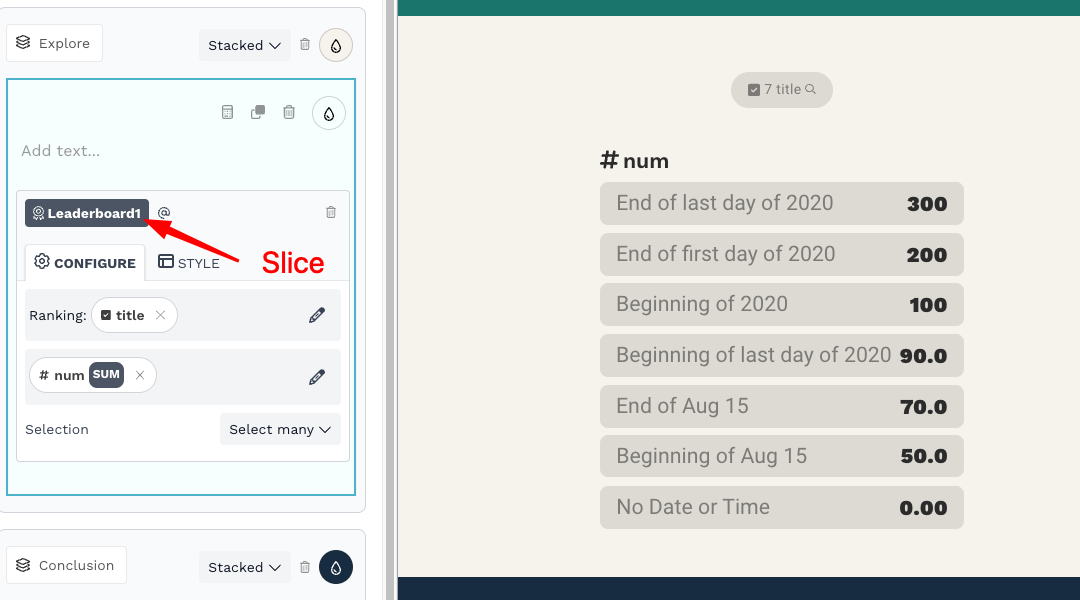 Explore
Stacked
Add text...
Leaderboard1 @
Slice
CONFIGURE
STYLE
Ranking: title
# num SUM
Selection
Select many
Conclusion
Stacked
7 title
# num
End of last day of 2020 300
End of first day of 2020 200
Beginning of 2020 100
Beginning of last day of 2020 90.0
End of Aug 15 70.0
Beginning of Aug 15 50.0
No Date or Time 0.00